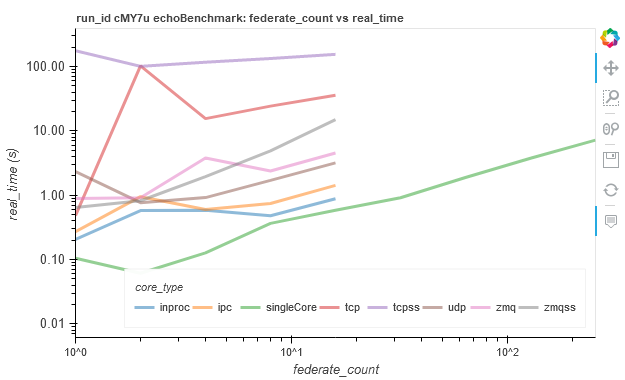 run_id cMY7u echoBenchmark: federate_count vs real_time
100.00
10.00
1.00
0.10
0.01
real_time (s)
core_type
inproc ipc singleCore tcp tcpss udp zmq zmqss
10^0 10^1 10^2
federate_count